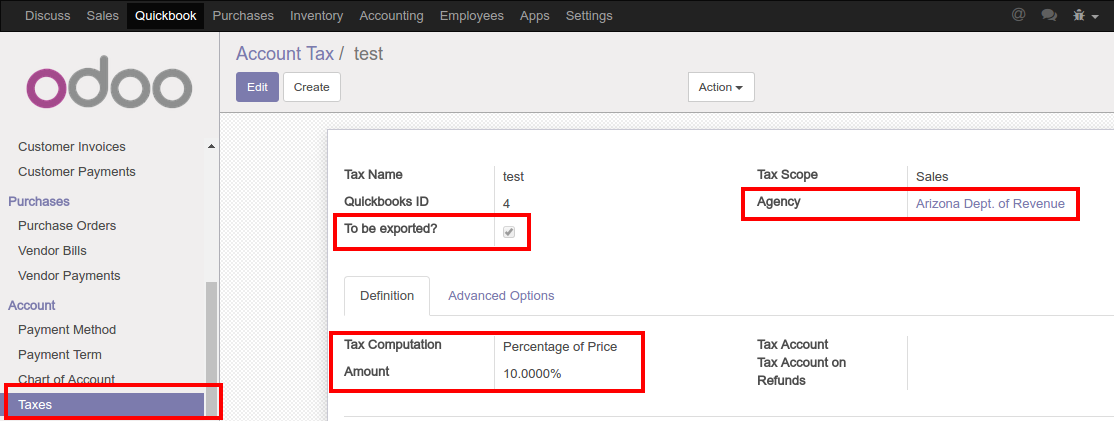 Discuss Sales Quickbook Purchases Inventory Accounting Employees Apps Settings @
Account Tax / test
Edit Create Action
odoo
Customer Invoices
Customer Payments
Purchases
Purchase Orders
Vendor Bills
Vendor Payments
Account
Payment Method
Payment Term
Chart of Account
Taxes
Tax Name test
Quickbooks ID 4
To be exported?
Tax Scope Sales
Agency Arizona Dept. of Revenue
Definition Advanced Options
Tax Computation Percentage of Price
Amount 10.0000%
Tax Account
Tax Account on
Refunds